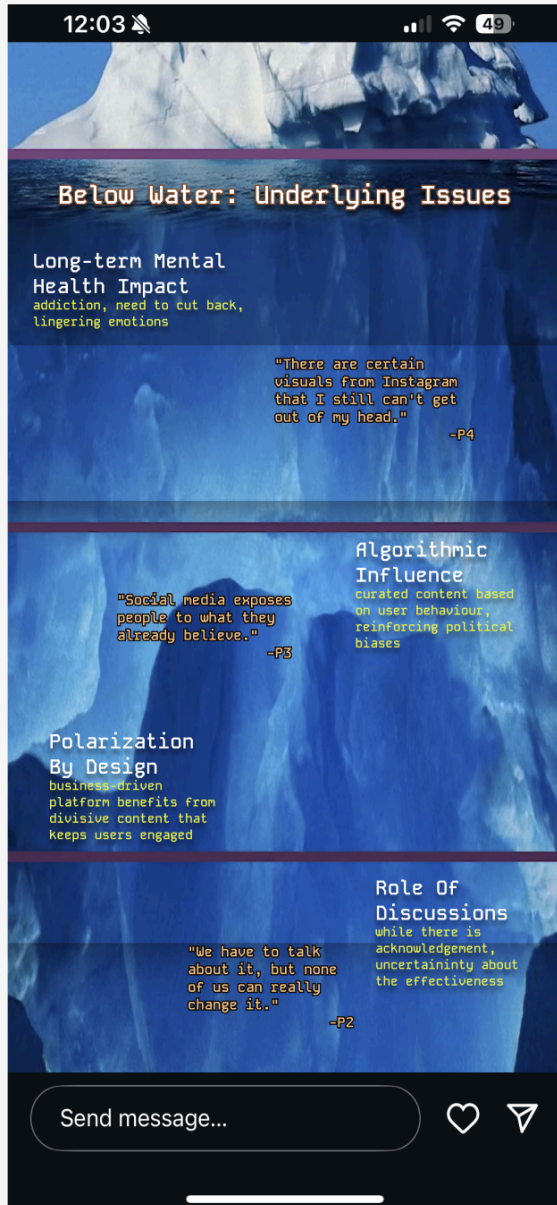 12:03
49
Below Water: Underlying Issues
Long-term Mental
Health Impact
addiction, need to cut back,
lingering emotions
"There are certain
visuals from Instagram
that I still can't get
out of my head."
-P4
Algorithmic
Influence
curated content based
on user behaviour,
reinforcing political
biases
"Social media exposes
people to what they
already believe."
-P3
Polarization
By Design
business-driven
platform benefits from
divisive content that
keeps users engaged
Role Of
Discussions
while there is
acknowledgement,
uncertaininty about
the effectiveness
"We have to talk
about it, but none
of us can really
change it."
-P2
Send message...